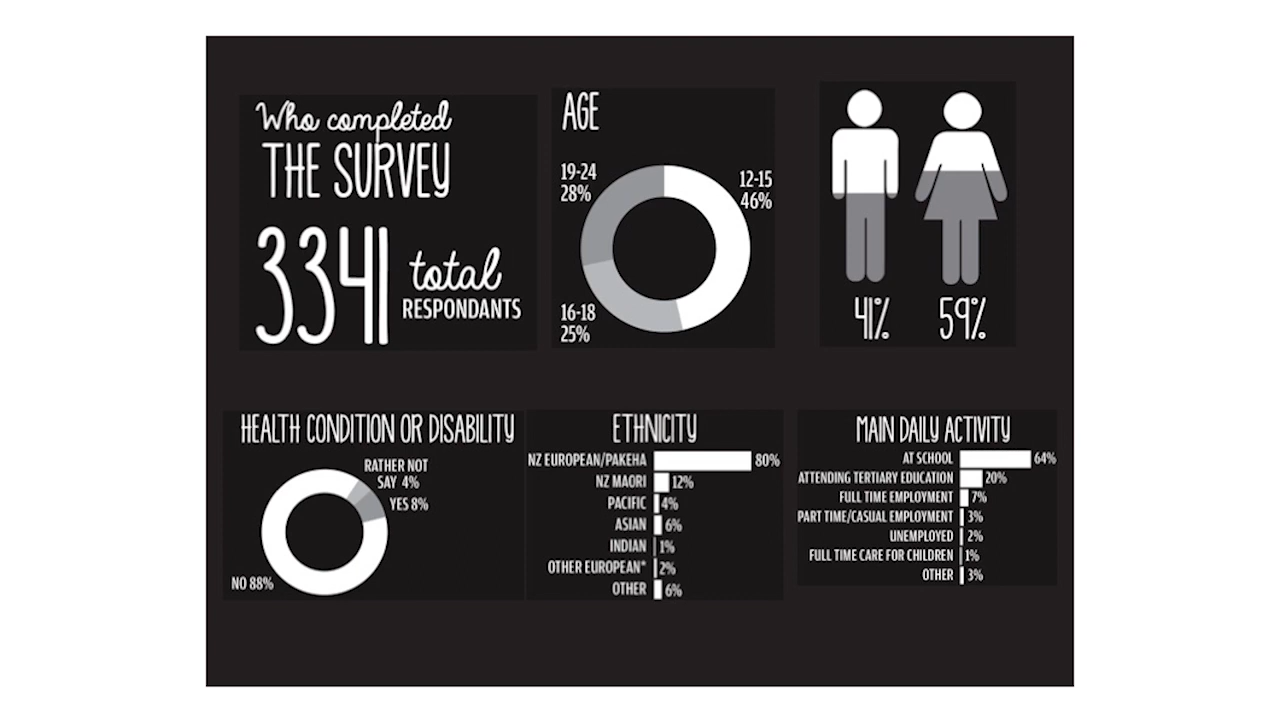 Who completed
THE SURVEY
3341 total
RESPONDANTS
AGE
19-24
28%
12-15
46%
16-18
25%
41% 59%
HEALTH CONDITION OR DISABILITY
RATHER NOT
SAY 4%
YES 8%
NO 88%
ETHNICITY
NZ EUROPEAN/PAKEHA 80%
NZ MAORI 12%
PACIFIC 4%
ASIAN 6%
INDIAN 1%
OTHER EUROPEAN* 2%
OTHER 6%
MAIN DAILY ACTIVITY
AT SCHOOL 64%
ATTENDING TERTIARY EDUCATION 20%
FULL TIME EMPLOYMENT 7%
PART TIME/CASUAL EMPLOYMENT 3%
UNEMPLOYED 2%
FULL TIME CARE FOR CHILDREN 1%
OTHER 3%